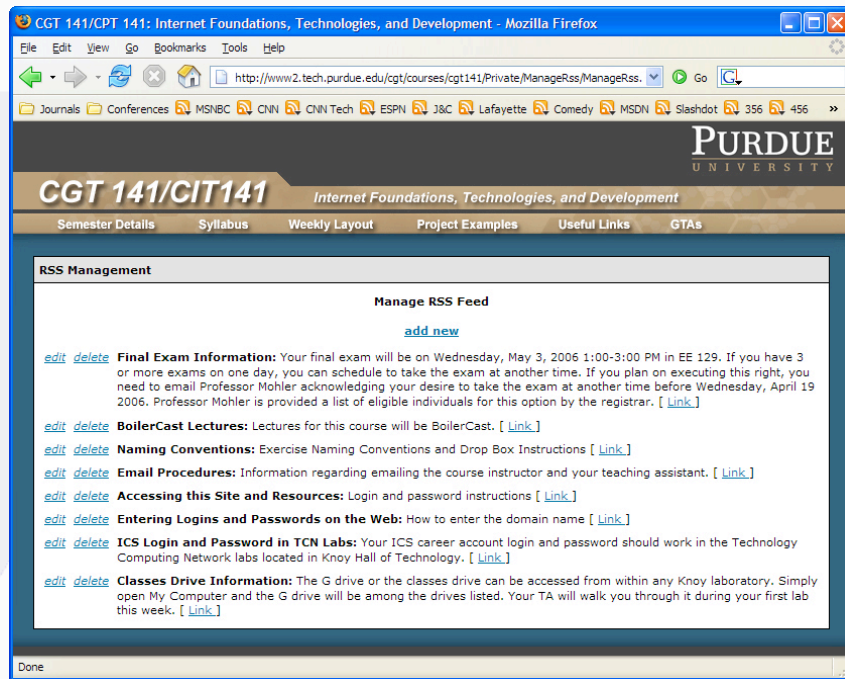 CGT 141/CPT 141: Internet Foundations, Technologies, and Development - Mozilla Firefox
File Edit View Go Bookmarks Tools Help
http://www2.tech.purdue.edu/cgt/courses/cgt141/Private/ManageRss/ManageRss. Go G
Journals Conferences MSNBC CNN CNN Tech ESPN J&C Lafayette Comedy MSDN Slashdot 356 456 »
PURDUE
UNIVERSITY
CGT 141/CIT141 Internet Foundations, Technologies, and Development
Semester Details Syllabus Weekly Layout Project Examples Useful Links GTAs
RSS Management
Manage RSS Feed
add new
edit delete Final Exam Information: Your final exam will be on Wednesday, May 3, 2006 1:00-3:00 PM in EE 129. If you have 3
or more exams on one day, you can schedule to take the exam at another time. If you plan on executing this right, you
need to email Professor Mohler acknowledging your desire to take the exam at another time before Wednesday, April 19
2006. Professor Mohler is provided a list of eligible individuals for this option by the registrar. [ Link ]
edit delete BoilerCast Lectures: Lectures for this course will be BoilerCast. [ Link ]
edit delete Naming Conventions: Exercise Naming Conventions and Drop Box Instructions [ Link ]
edit delete Email Procedures: Information regarding emailing the course instructor and your teaching assistant. [ Link ]
edit delete Accessing this Site and Resources: Login and password instructions [ Link ]
edit delete Entering Logins and Passwords on the Web: How to enter the domain name [ Link ]
edit delete ICS Login and Password in TCN Labs: Your ICS career account login and password should work in the Technology
Computing Network labs located in Knoy Hall of Technology. [ Link ]
edit delete Classes Drive Information: The G drive or the classes drive can be accessed from within any Knoy laboratory. Simply
open My Computer and the G drive will be among the drives listed. Your TA will walk you through it during your first lab
this week. [ Link ]
Done